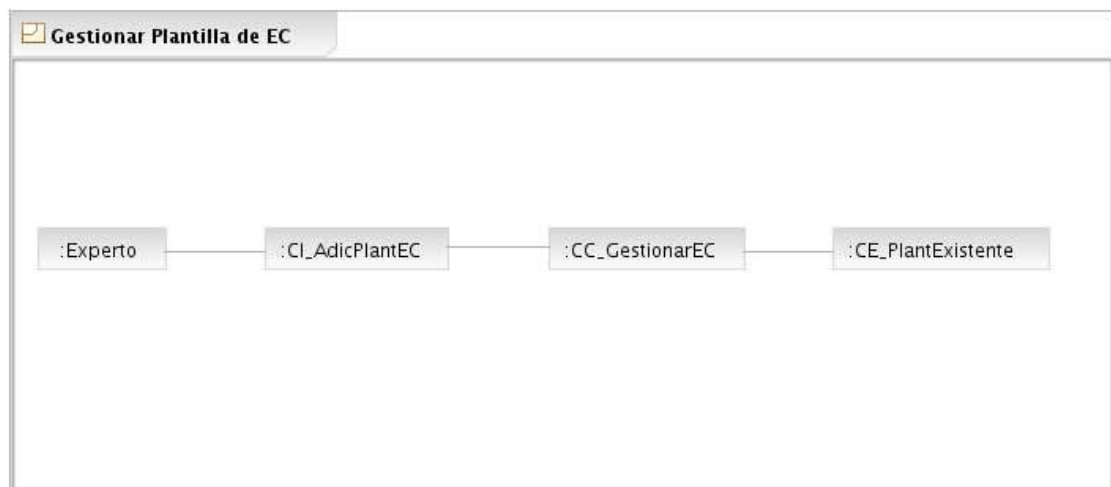 Gestionar Plantilla de EC
:Experto
:CI_AdicPlantEC
:CC_GestionarEC
:CE_PlantExistente